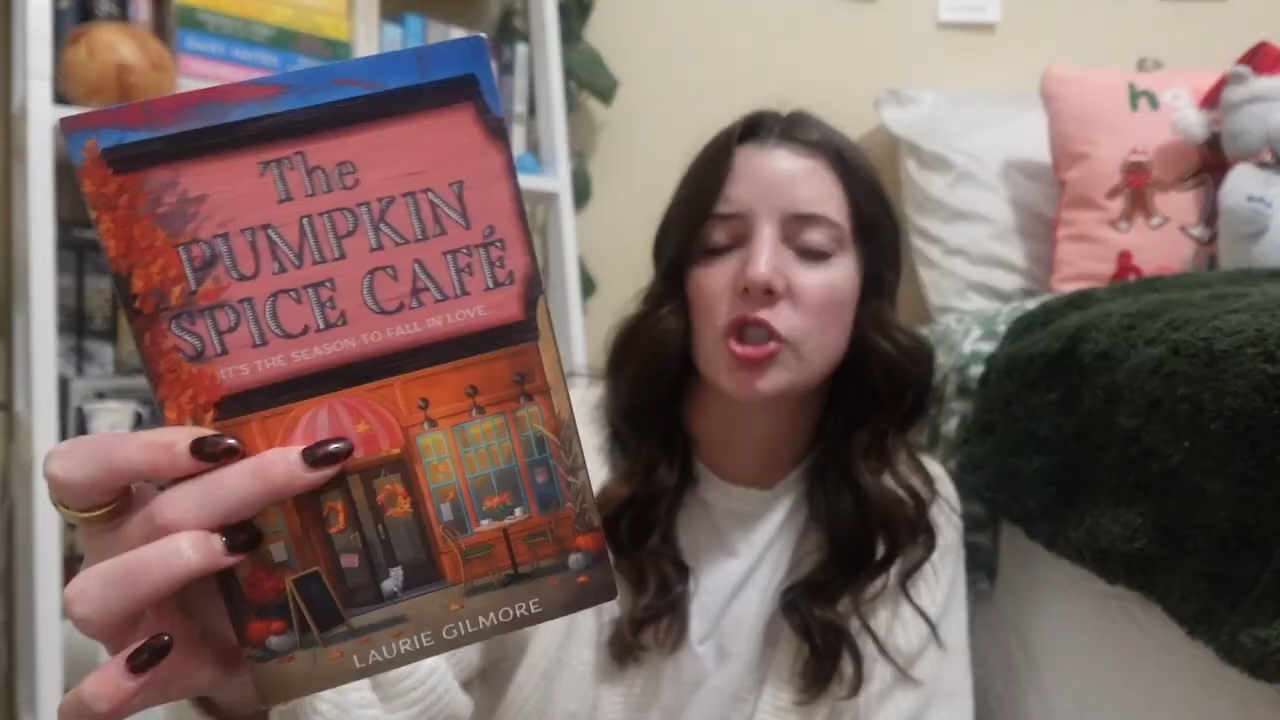 The
PUMPKIN
SPICE CAFÉ
IT'S THE SEASON TO FALL IN LOVE.
LAURIE GILMORE